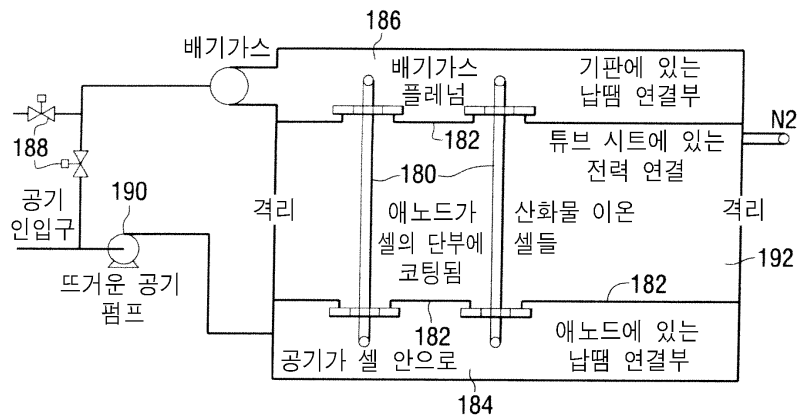 186
배기가스
배기가스
플레넘
기판에 있는
납땜 연결부
N2
188
182
튜브 시트에 있는
전력 연결
180
공기
인입구
190
격리
애노드가
셀의 단부에
코팅됨
산화물 이온
셀들
격리
192
뜨거운 공기
펌프
182
182
공기가 셀 안으로
애노드에 있는
납땜 연결부
184